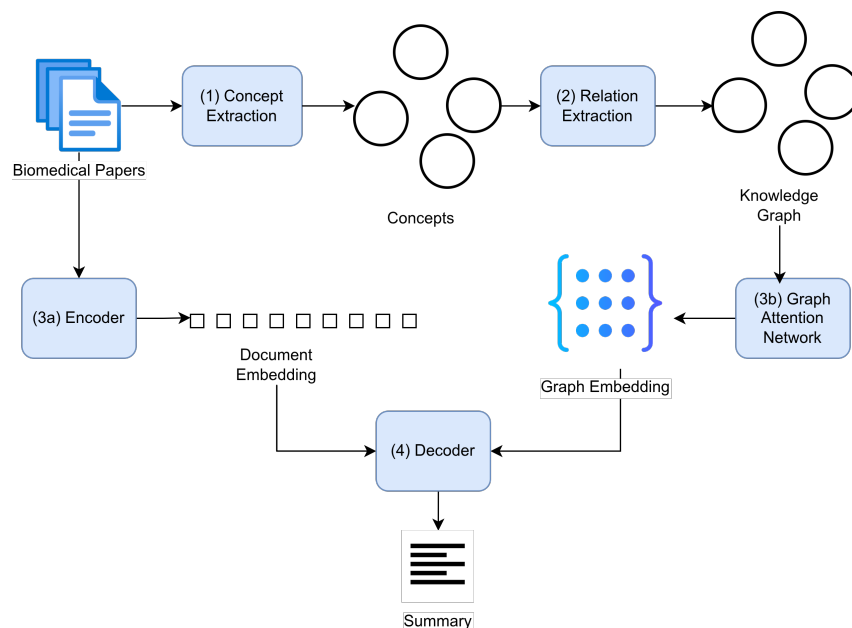 (1) Concept
Extraction
(2) Relation
Extraction
Biomedical Papers
Concepts
Knowledge
Graph
(3a) Encoder
(3b) Graph
Attention
Network
Document
Embedding
Graph Embedding
(4) Decoder
Summary